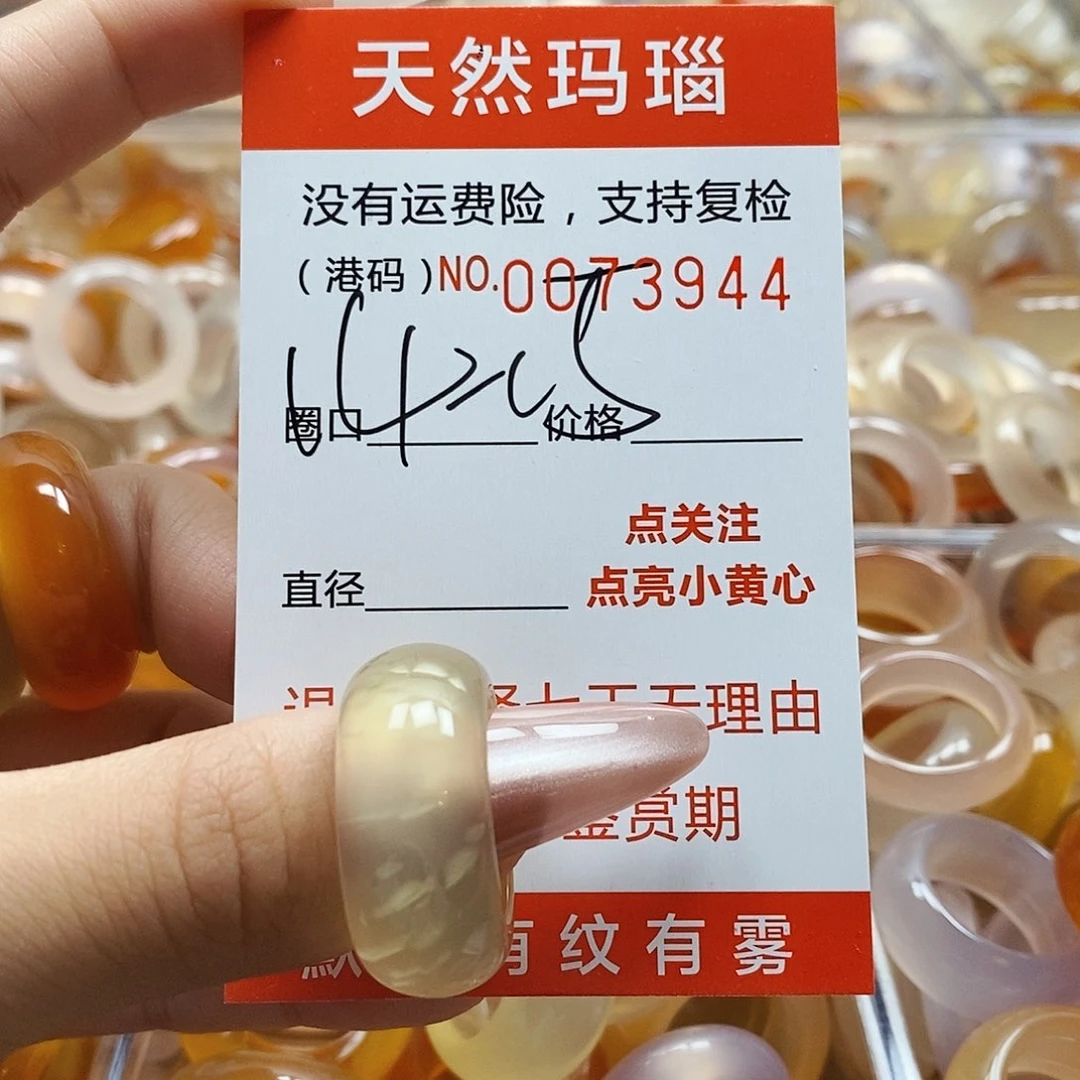 天然玛瑙
没有运费险，支持复检
（港码）NO.0073944
圈口 价格
点关注
直径 点亮小黄心
理由
鉴赏期
有纹有雾